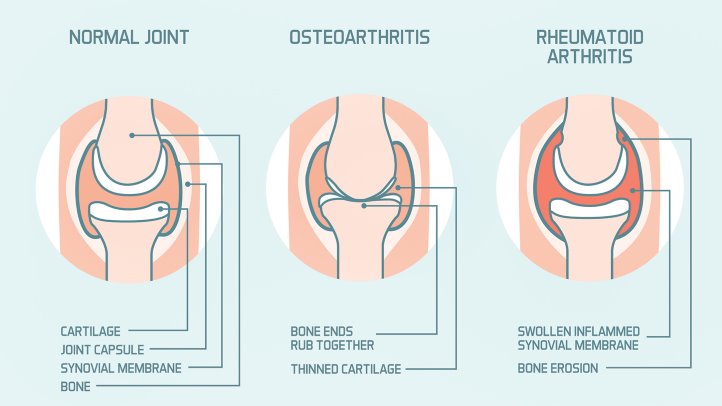 NORMAL JOINT
OSTEOARTHRITIS
RHEUMATOID
ARTHRITIS
CARTILAGE
JOINT CAPSULE
SYNOVIAL MEMBRANE
BONE
BONE ENDS
RUB TOGETHER
THINNED CARTILAGE
SWOLLEN INFLAMMED
SYNOVIAL MEMBRANE
BONE EROSION